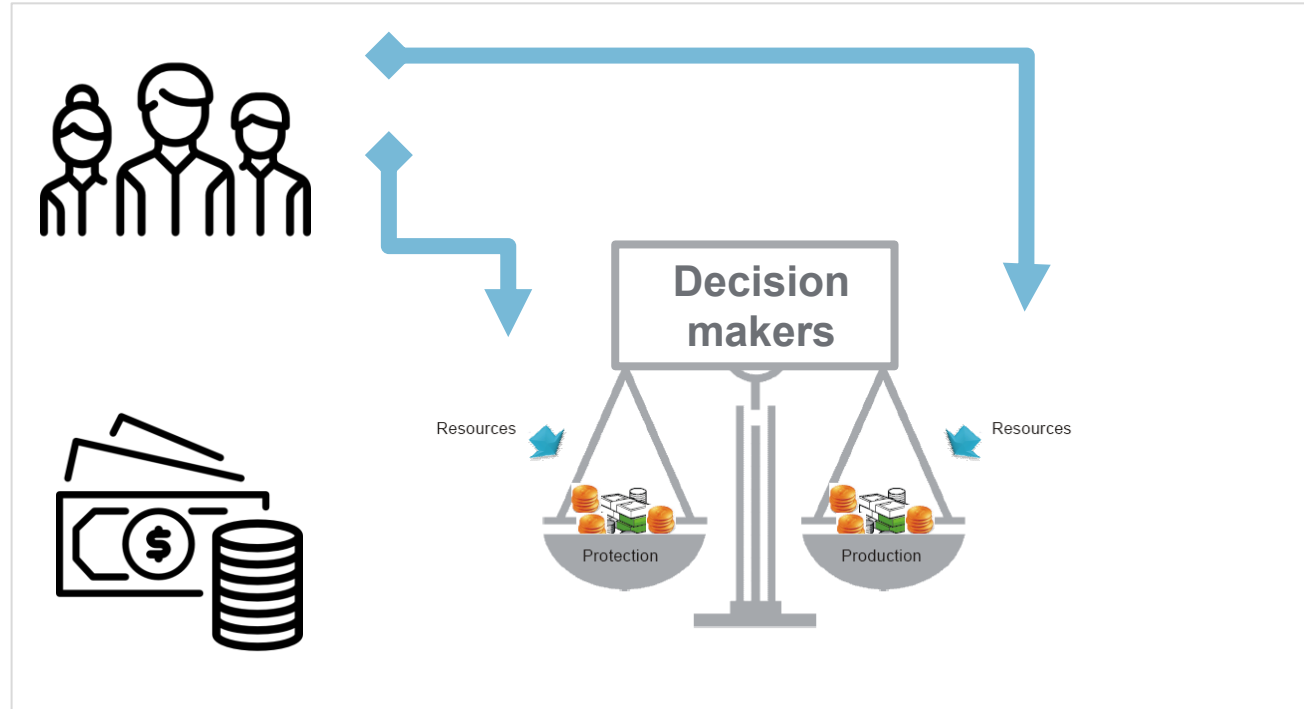 Decision
makers
Resources
Resources
$
Protection
Production